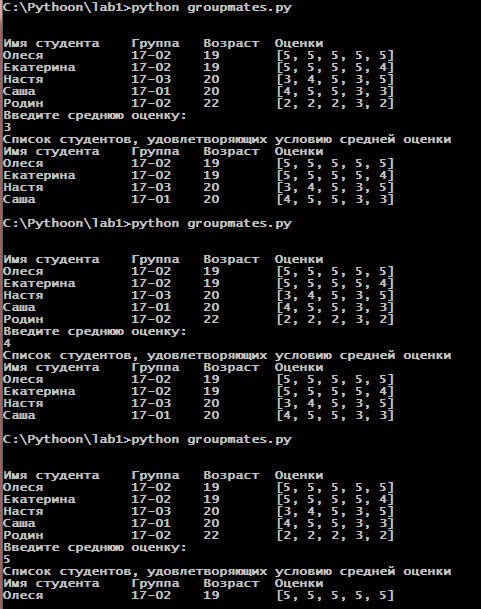 C:\Pythoon\lab1>python groupmates.py
Имя студента Группа Возраст Оценки
Олеся 17-02 19 [5, 5, 5, 5, 5]
Екатерина 17-02 19 [5, 5, 5, 5, 4]
Настя 17-03 20 [3, 4, 5, 3, 5]
Саша 17-01 20 [4, 5, 5, 3, 3]
Родин 17-02 22 [2, 2, 2, 3, 2]
Введите среднюю оценку:
3
Список студентов, удовлетворяющих условию средней оценки
Имя студента Группа Возраст Оценки
Олеся 17-02 19 [5, 5, 5, 5, 5]
Екатерина 17-02 19 [5, 5, 5, 5, 4]
Настя 17-03 20 [3, 4, 5, 3, 5]
Саша 17-01 20 [4, 5, 5, 3, 3]
C:\Pythoon\lab1>python groupmates.py
Имя студента Группа Возраст Оценки
Олеся 17-02 19 [5, 5, 5, 5, 5]
Екатерина 17-02 19 [5, 5, 5, 5, 4]
Настя 17-03 20 [3, 4, 5, 3, 5]
Саша 17-01 20 [4, 5, 5, 3, 3]
Родин 17-02 22 [2, 2, 2, 3, 2]
Введите среднюю оценку:
4
Список студентов, удовлетворяющих условию средней оценки
Имя студента Группа Возраст Оценки
Олеся 17-02 19 [5, 5, 5, 5, 5]
Екатерина 17-02 19 [5, 5, 5, 5, 4]
Настя 17-03 20 [3, 4, 5, 3, 5]
Саша 17-01 20 [4, 5, 5, 3, 3]
C:\Pythoon\lab1>python groupmates.py
Имя студента Группа Возраст Оценки
Олеся 17-02 19 [5, 5, 5, 5, 5]
Екатерина 17-02 19 [5, 5, 5, 5, 4]
Настя 17-03 20 [3, 4, 5, 3, 5]
Саша 17-01 20 [4, 5, 5, 3, 3]
Родин 17-02 22 [2, 2, 2, 3, 2]
Введите среднюю оценку:
5
Список студентов, удовлетворяющих условию средней оценки
Имя студента Группа Возраст Оценки
Олеся 17-02 19 [5, 5, 5, 5, 5]